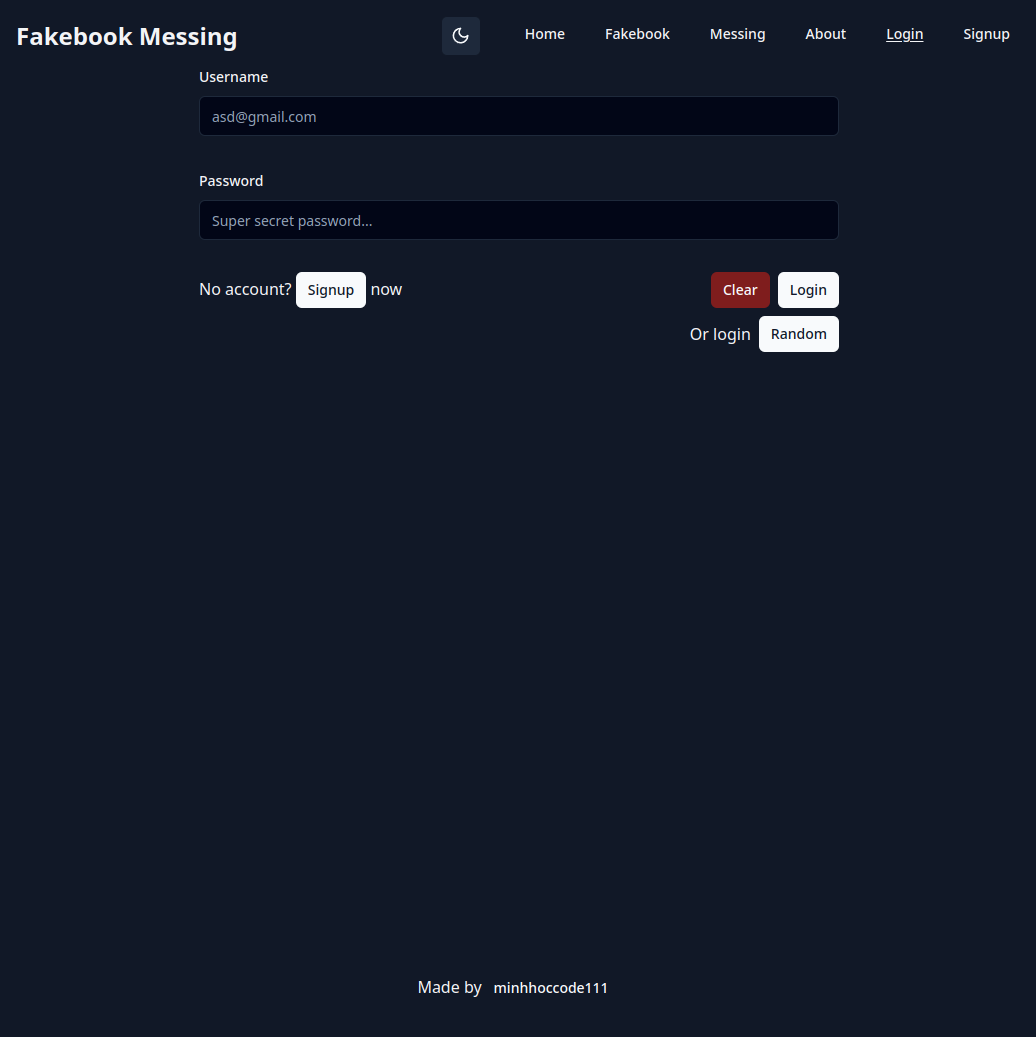 Fakebook Messing
Home Fakebook Messing About Login Signup
Username
asd@gmail.com
Password
Super secret password...
No account? Signup now
Clear Login
Or login Random
Made by minhhoccode111